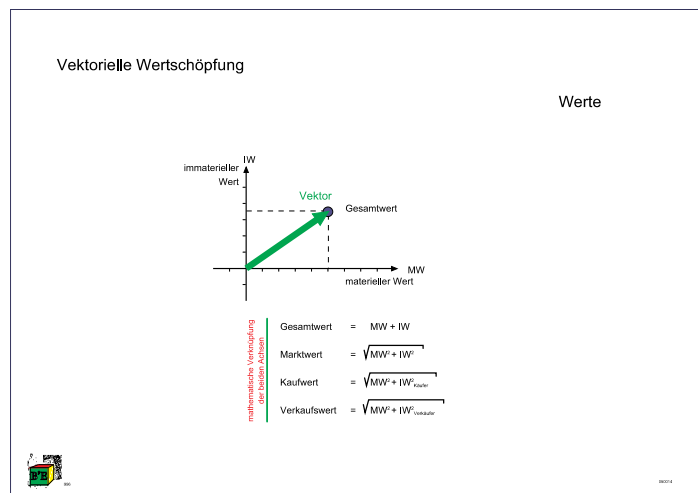 Vektorielle Wertschöpfung
Werte
IW
immaterieller
Wert
Vektor
Gesamtwert
MW
materieller Wert
mathematische Verknüpfung
der beiden Achsen
Gesamtwert = MW + IW
Marktwert = √MW² + IW²
Kaufwert = √MW² + IW²Käufer
Verkaufswert = √MW² + IW²Verkäufer